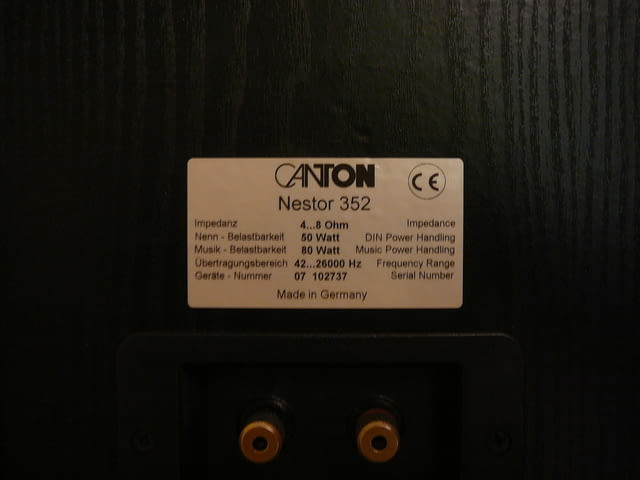 CANTON CE
Nestor 352
Impedanz 4...8 Ohm Impedance
Nenn - Belastbarkeit 50 Watt DIN Power Handling
Musik - Belastbarkeit 80 Watt Music Power Handling
Übertragungsbereich 42...26000 Hz Frequency Range
Geräte - Nummer 07 102737 Serial Number
Made in Germany